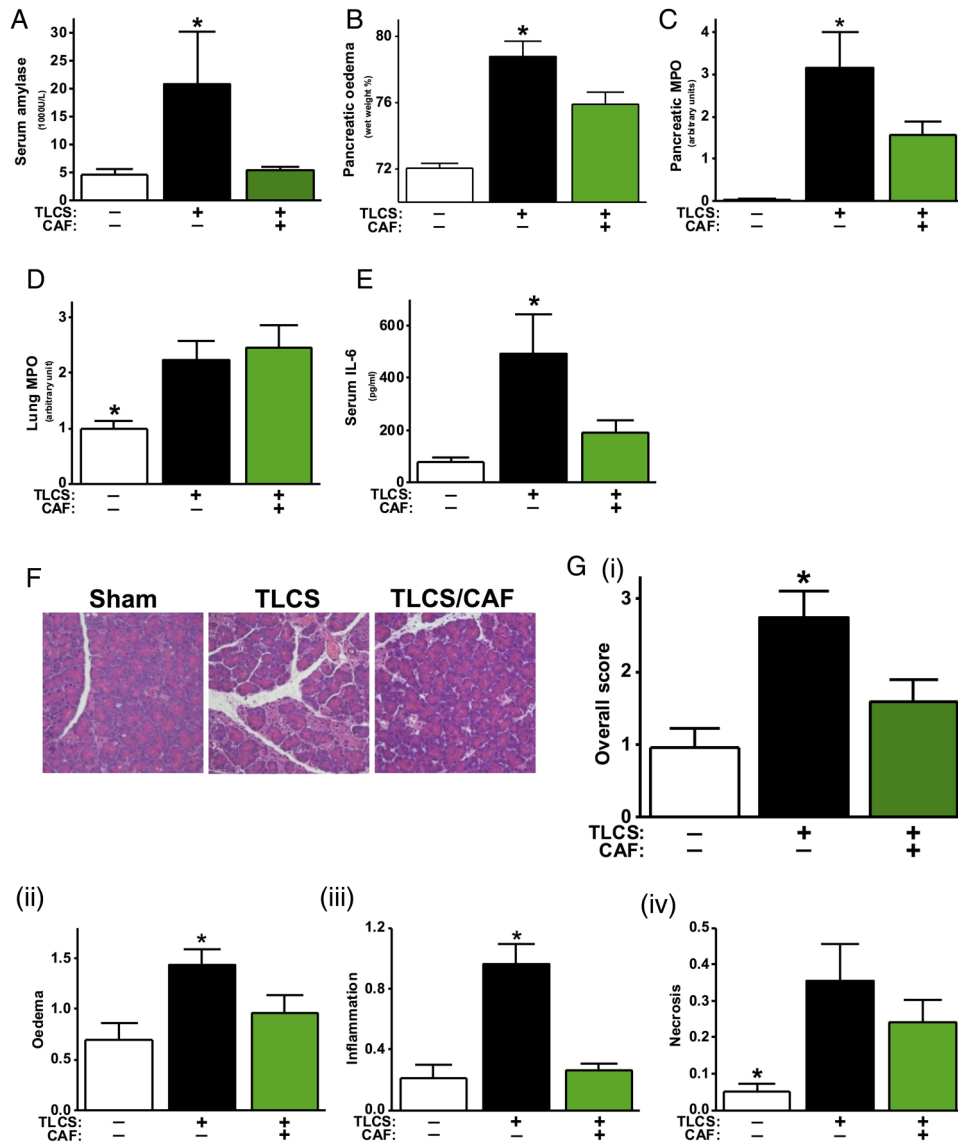 A
*
Serum amylase
(1000U/L)
30
25
20
15
10
5
0
TLCS: – + +
CAF: – – +
B
*
Pancreatic oedema
(wet weight %)
80
76
72
TLCS: – + +
CAF: – – +
C
*
Pancreatic MPO
(arbitrary units)
4
3
2
1
0
TLCS: – + +
CAF: – – +
D
*
Lung MPO
(arbitrary unit)
3
2
1
0
TLCS: – + +
CAF: – – +
E
*
Serum IL-6
(pg/ml)
600
400
200
0
TLCS: – + +
CAF: – – +
F
Sham TLCS TLCS/CAF
G (i)
*
Overall score
3
2
1
0
TLCS: – + +
CAF: – – +
(ii)
*
Oedema
1.5
1.0
0.5
0.0
TLCS: – + +
CAF: – – +
(iii)
*
Inflammation
1.2
0.8
0.4
0.0
TLCS: – + +
CAF: – – +
(iv)
*
Necrosis
0.5
0.4
0.3
0.2
0.1
0.0
TLCS: – + +
CAF: – – +